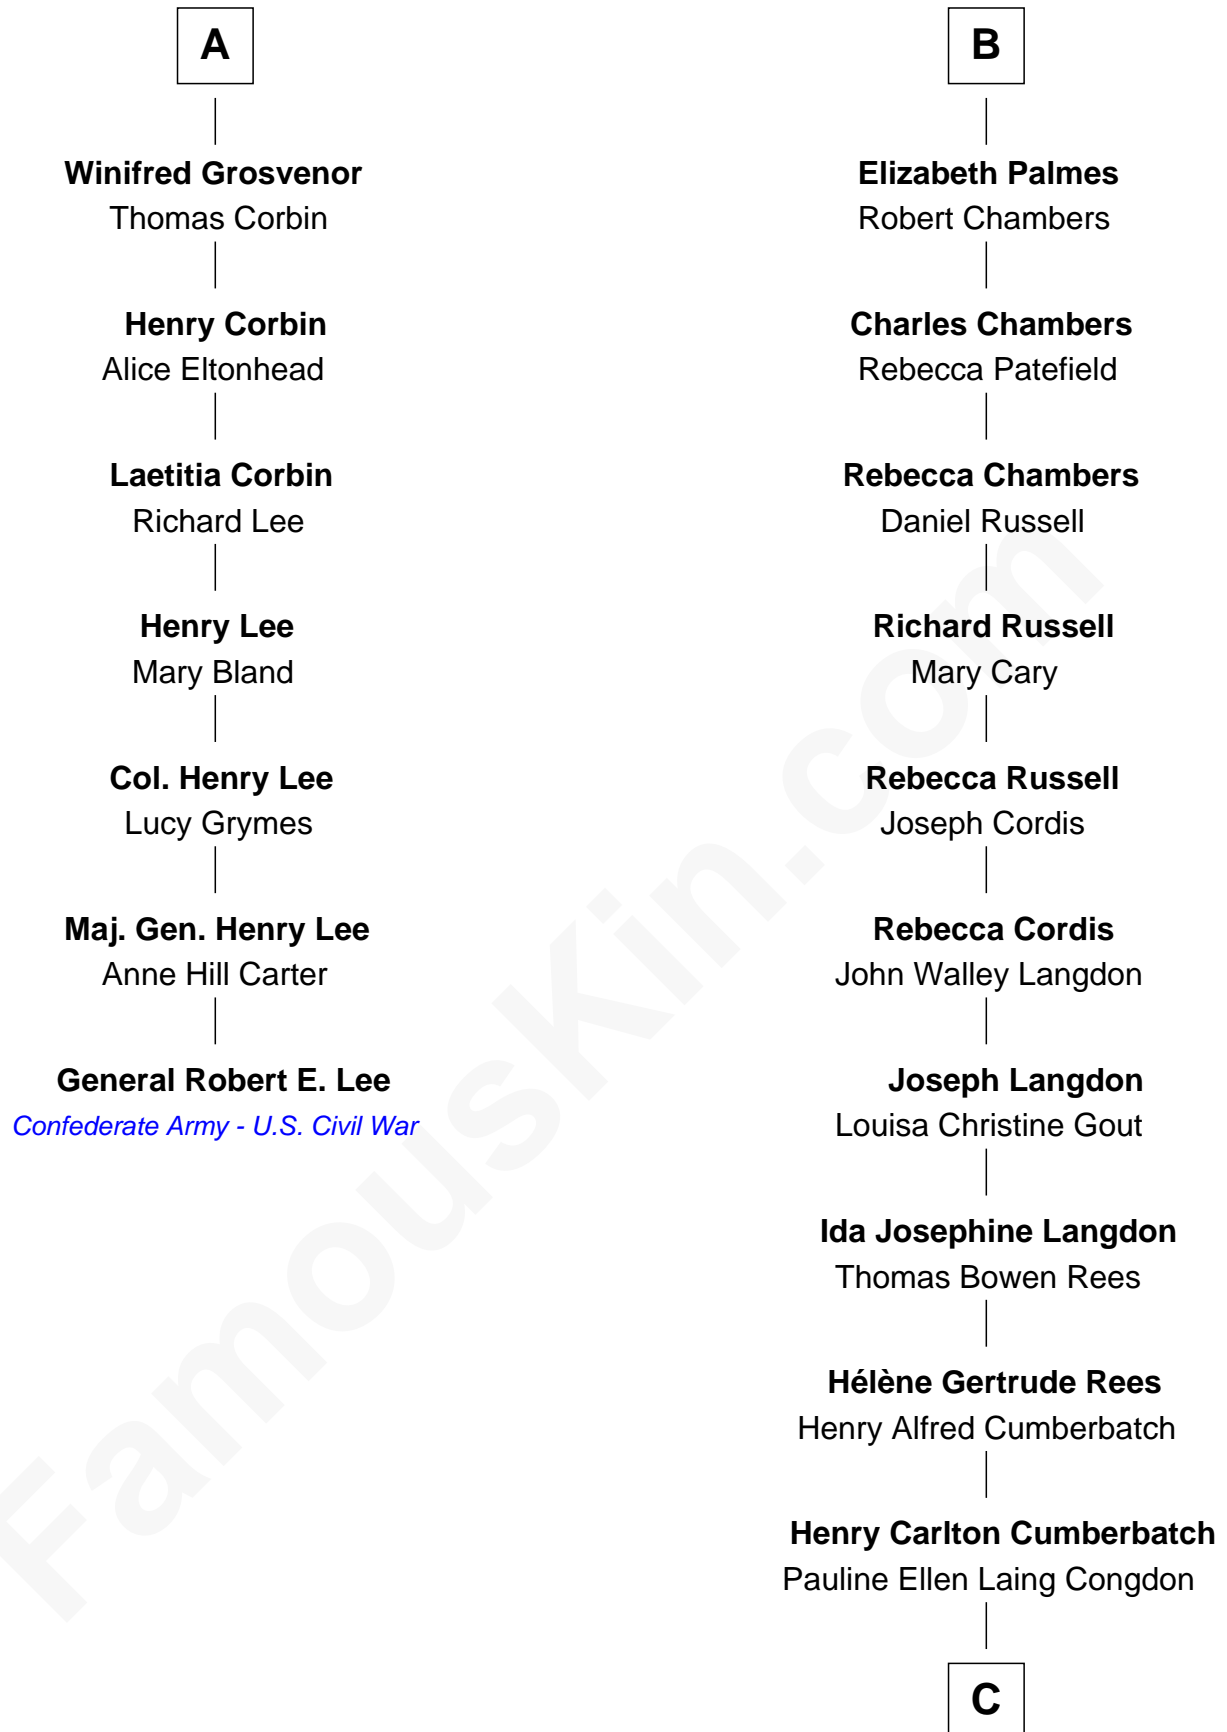 A
Winifred Grosvenor
Thomas Corbin
Henry Corbin
Alice Eltonhead
Laetitia Corbin
Richard Lee
Henry Lee
Mary Bland
Col. Henry Lee
Lucy Grymes
Maj. Gen. Henry Lee
Anne Hill Carter
General Robert E. Lee
Confederate Army - U.S. Civil War
B
Elizabeth Palmes
Robert Chambers
Charles Chambers
Rebecca Patefield
Rebecca Chambers
Daniel Russell
Richard Russell
Mary Cary
Rebecca Russell
Joseph Cordis
Rebecca Cordis
John Walley Langdon
Joseph Langdon
Louisa Christine Gout
Ida Josephine Langdon
Thomas Bowen Rees
Hélène Gertrude Rees
Henry Alfred Cumberbatch
Henry Carlton Cumberbatch
Pauline Ellen Laing Congdon
C
FamousKin.com